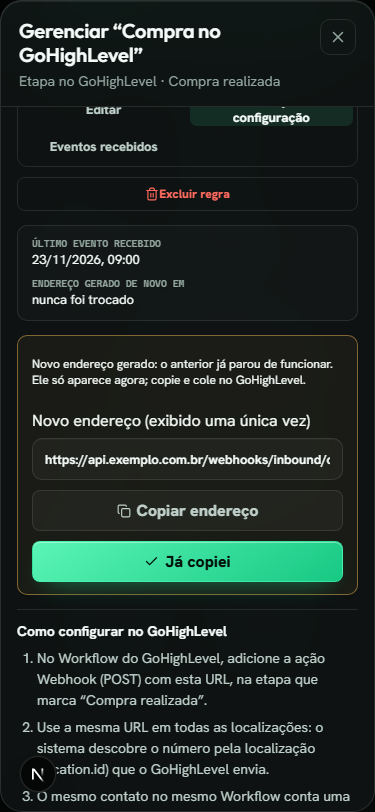 Gerenciar “Compra no
GoHighLevel”
Etapa no GoHighLevel · Compra realizada
Editar
configuração
Eventos recebidos
Excluir regra
ÚLTIMO EVENTO RECEBIDO
23/11/2026, 09:00
ENDEREÇO GERADO DE NOVO EM
nunca foi trocado
Novo endereço gerado: o anterior já parou de funcionar.
Ele só aparece agora; copie e cole no GoHighLevel.
Novo endereço (exibido uma única vez)
https://api.exemplo.com.br/webhooks/inbound/
Copiar endereço
Já copiei
Como configurar no GoHighLevel
1. No Workflow do GoHighLevel, adicione a ação
Webhook (POST) com esta URL, na etapa que
marca “Compra realizada”.
2. Use a mesma URL em todas as localizações: o
sistema descobre o número pela localização
cation.id) que o GoHighLevel envia.
N
3. O mesmo contato no mesmo Workflow conta uma